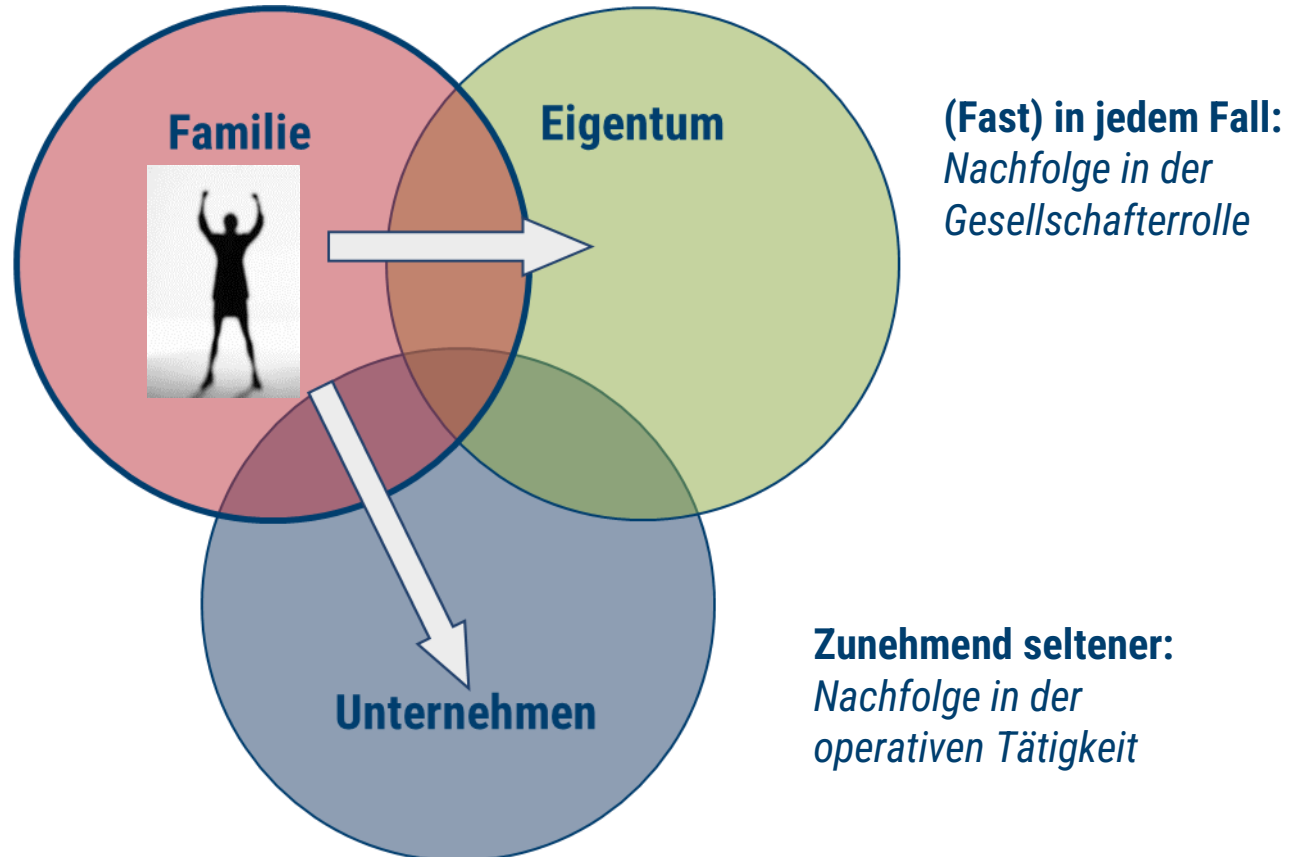 Familie
Eigentum
(Fast) in jedem Fall:
Nachfolge in der
Gesellschafterrolle
Unternehmen
Zunehmend seltener:
Nachfolge in der
operativen Tätigkeit